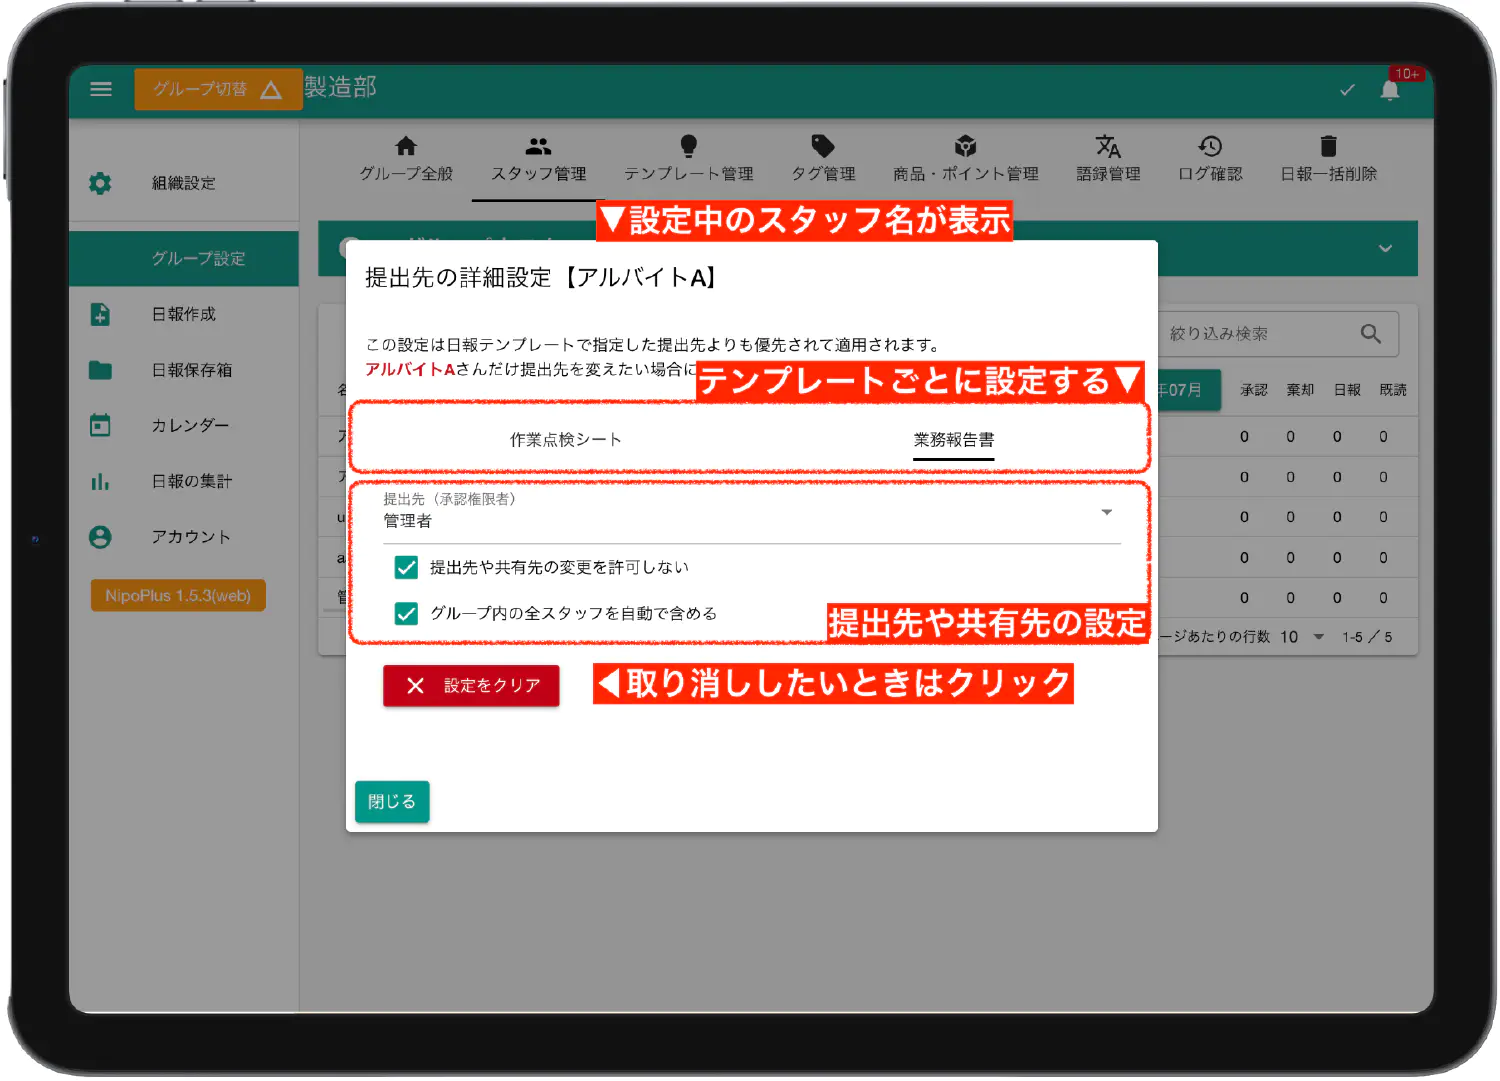 グループ切替
製造部
10+
組織設定
グループ設定
日報作成
日報保存箱
カレンダー
日報の集計
アカウント
NipoPlus 1.5.3(web)
グループ全般
スタッフ管理
テンプレート管理
タグ管理
商品・ポイント管理
語録管理
ログ確認
日報一括削除
▼設定中のスタッフ名が表示
提出先の詳細設定【アルバイトA】
この設定は日報テンプレートで指定した提出先よりも優先されて適用されます。
アルバイトAさんだけ提出先を変えたい場合に
テンプレートごとに設定する▼
作業点検シート
業務報告書
提出先（承認権限者）
管理者
提出先や共有先の変更を許可しない
グループ内の全スタッフを自動で含める
提出先や共有先の設定
設定をクリア
◀取り消ししたいときはクリック
閉じる
絞り込み検索
年07月 承認 棄却 日報 既読
0 0 0 0
0 0 0 0
0 0 0 0
0 0 0 0
0 0 0 0
ージあたりの行数 10 1-5 / 5